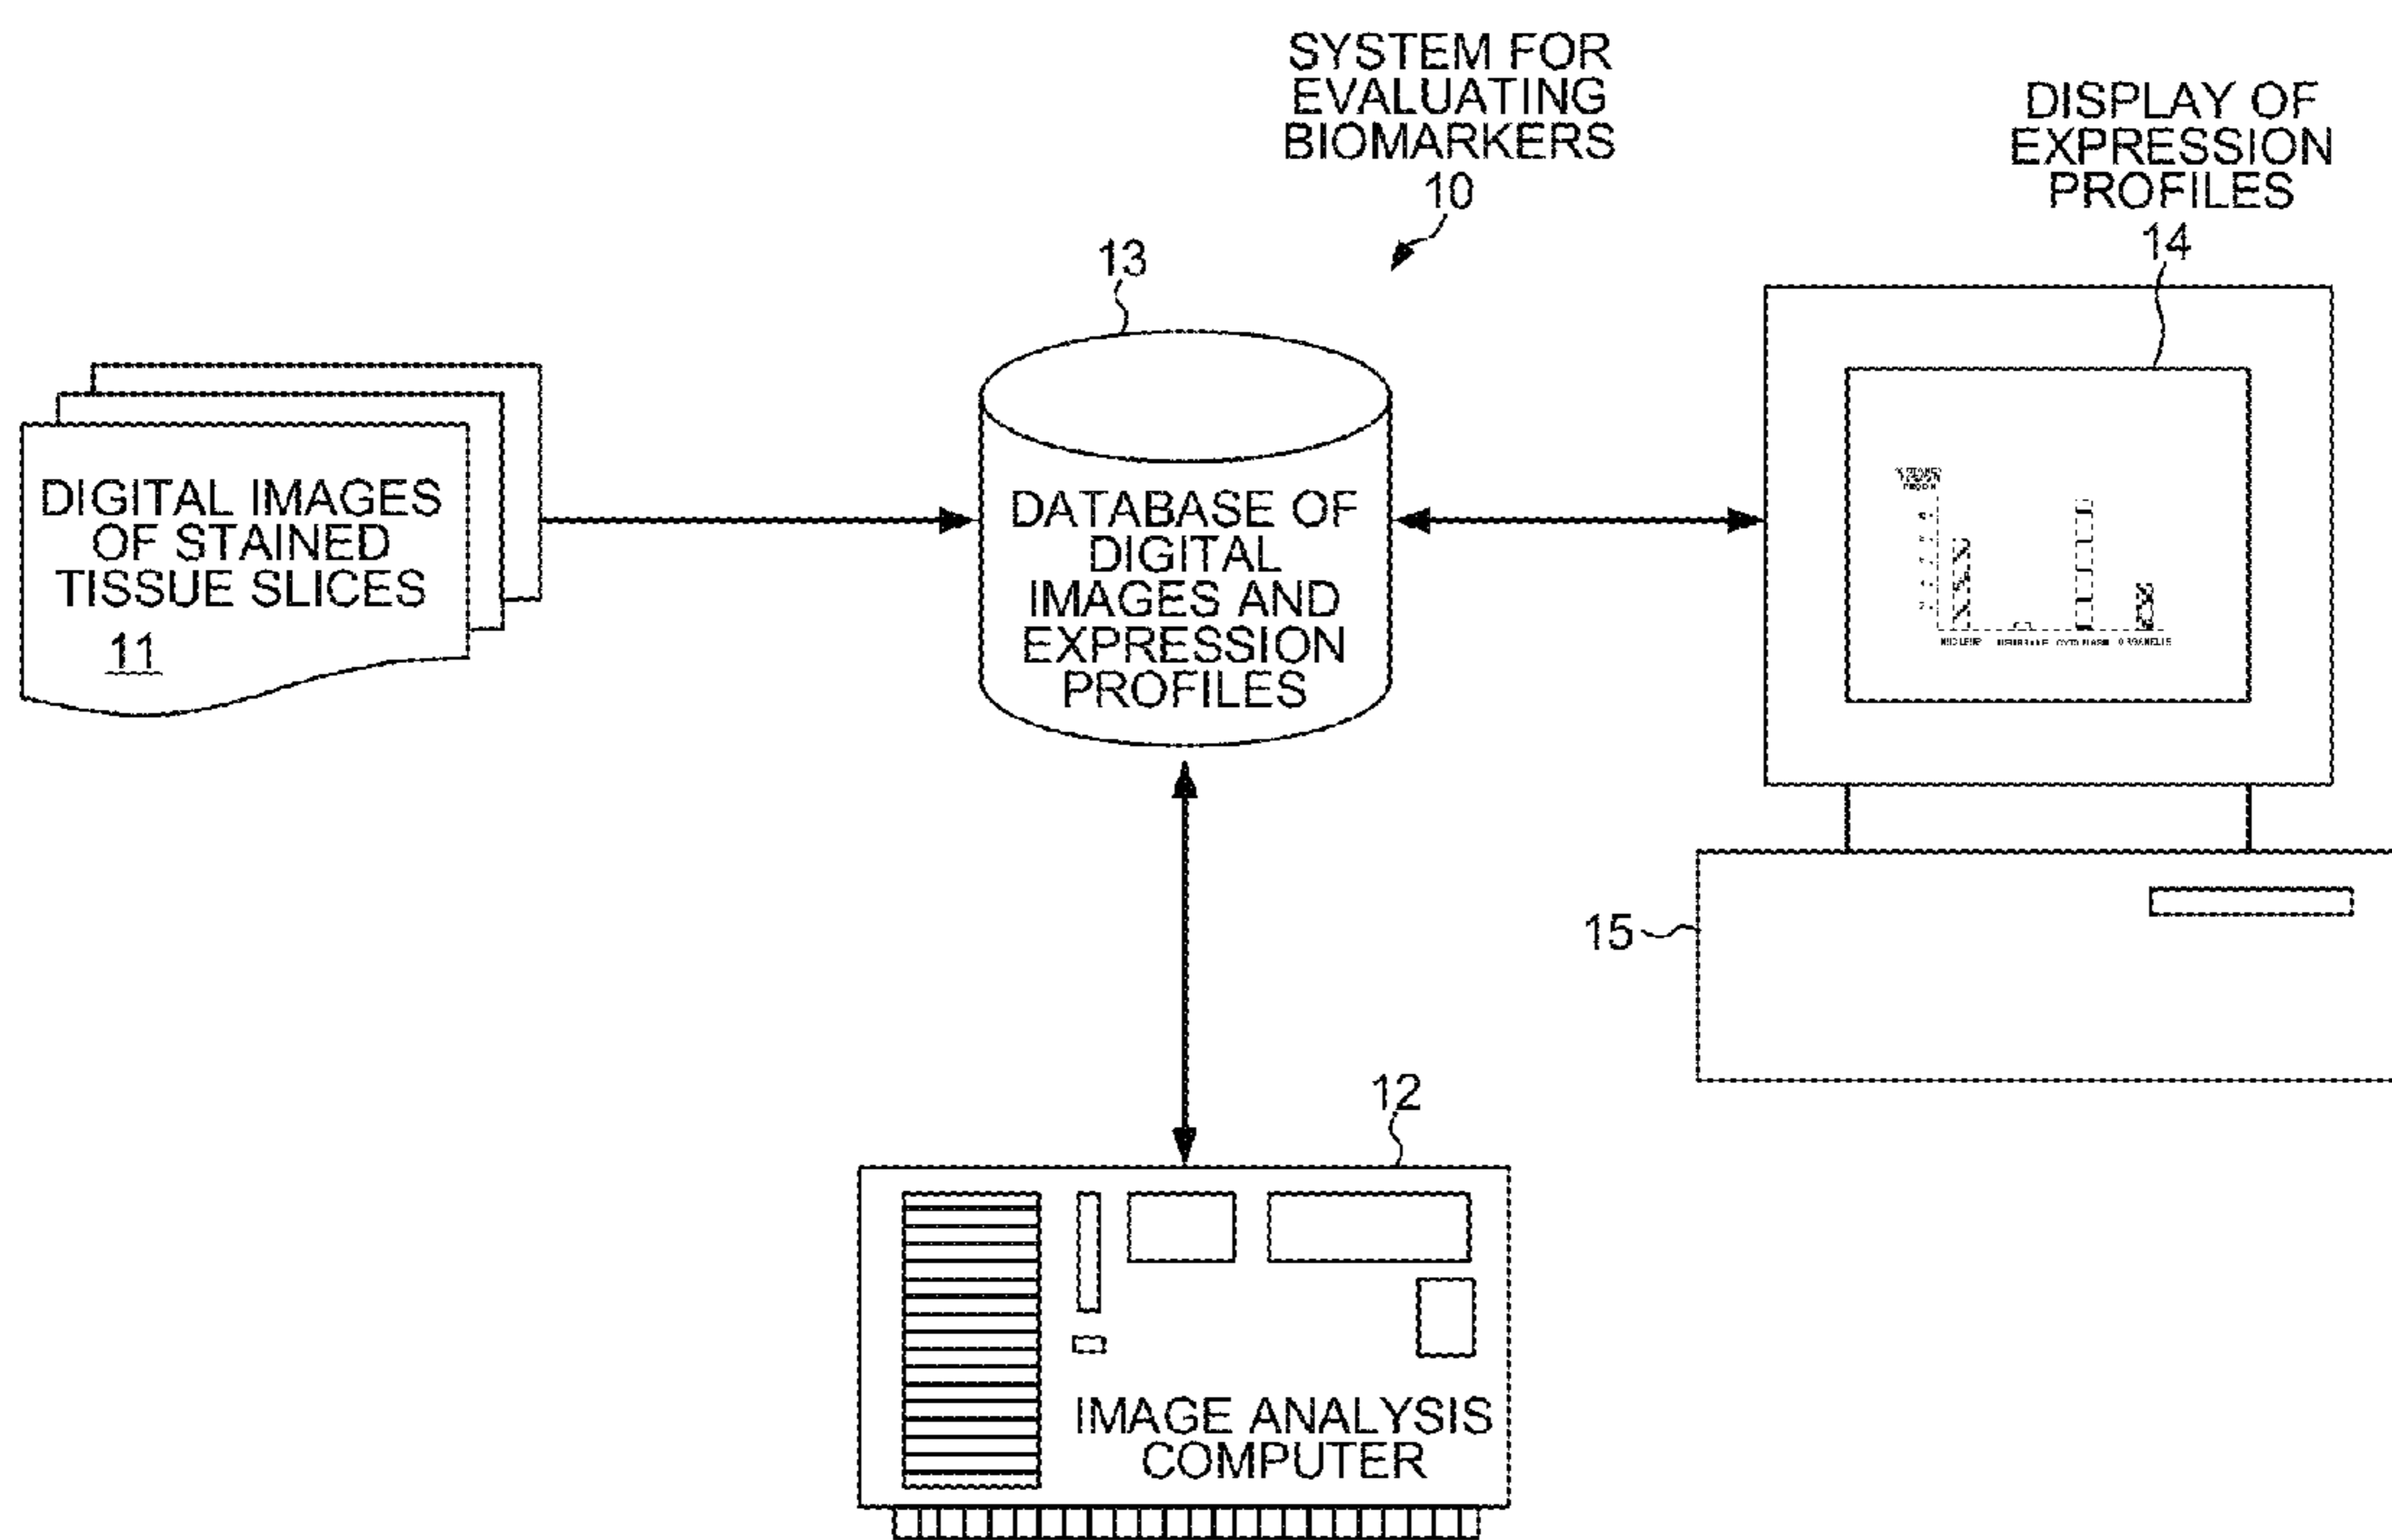 SYSTEM FOR
EVALUATING
BIOMARKERS
10
DISPLAY OF
EXPRESSION
PROFILES
14
13
DIGITAL IMAGES
OF STAINED
TISSUE SLICES
11
DATABASE OF
DIGITAL
IMAGES AND
EXPRESSION
PROFILES
15
12
IMAGE ANALYSIS
COMPUTER